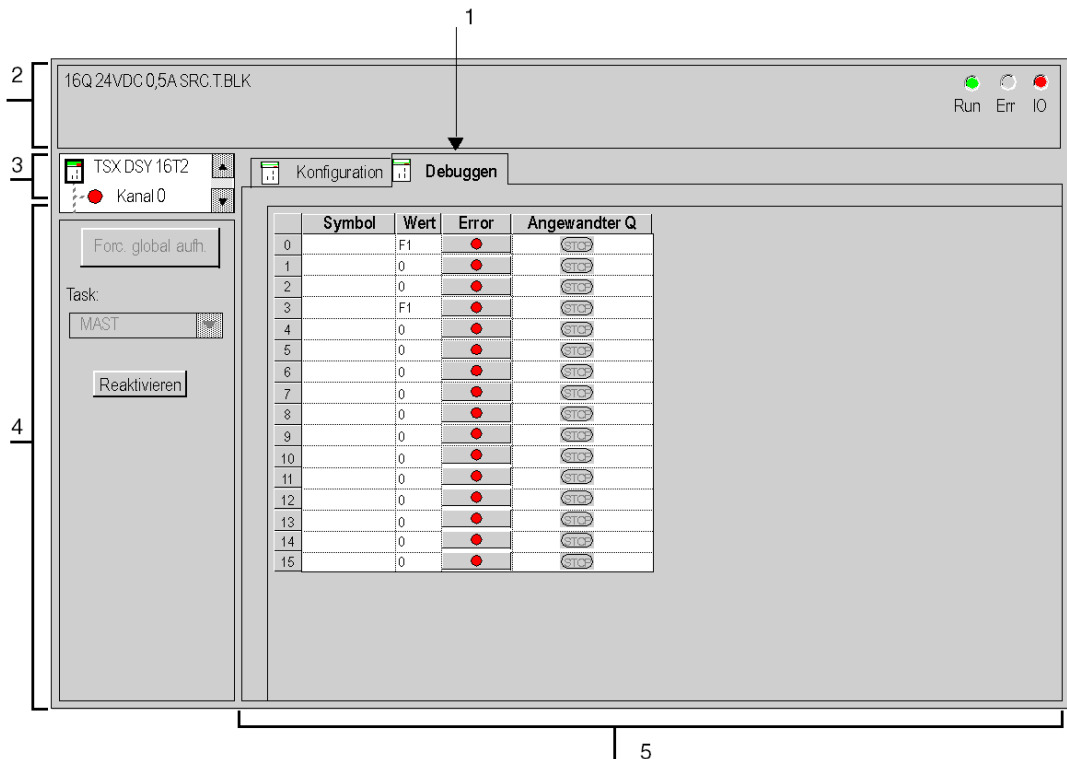 1
2
16Q 24VDC 0,5A SRC.T.BLK
Run Err IO
3
TSX DSY 16T2
Kanal 0
Konfiguration Debuggen
Forc. global aufh.
Task:
MAST
Reaktivieren
4
Symbol Wert Error Angewandter Q
0 F1 STOP
1 0 STOP
2 0 STOP
3 F1 STOP
4 0 STOP
5 0 STOP
6 0 STOP
7 0 STOP
8 0 STOP
9 0 STOP
10 0 STOP
11 0 STOP
12 0 STOP
13 0 STOP
14 0 STOP
15 0 STOP
5